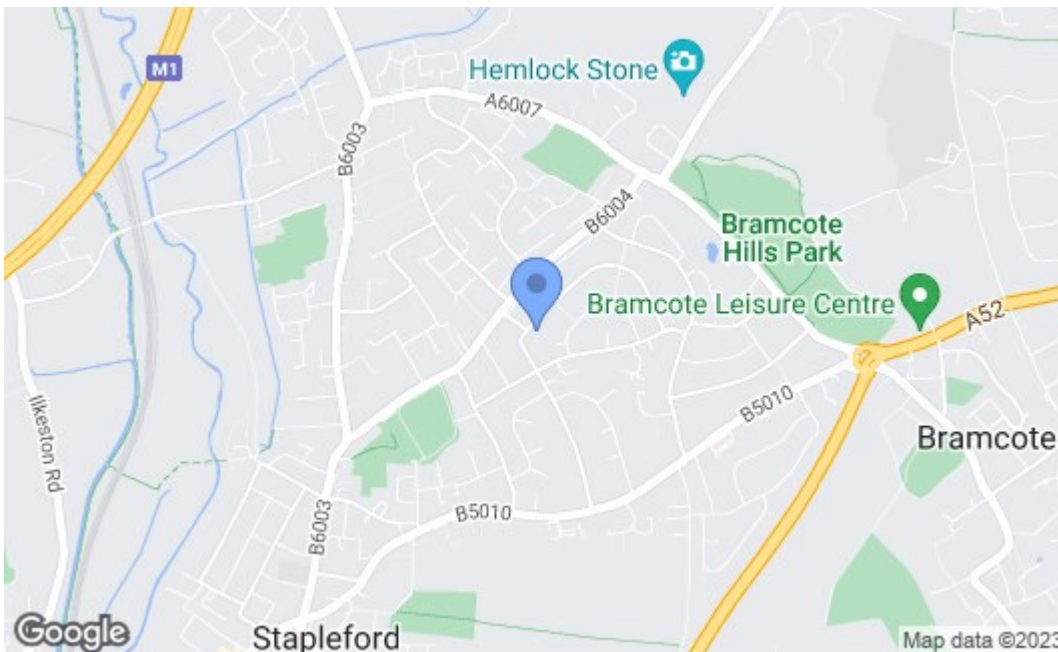 M1
Hemlock Stone
A6007
B6003
B6004
Bramcote
Hills Park
Bramcote Leisure Centre
A52
B5010
Bramcote
Ilkeston Rd
B5010
B6003
Google
Stapleford
Map data ©2023